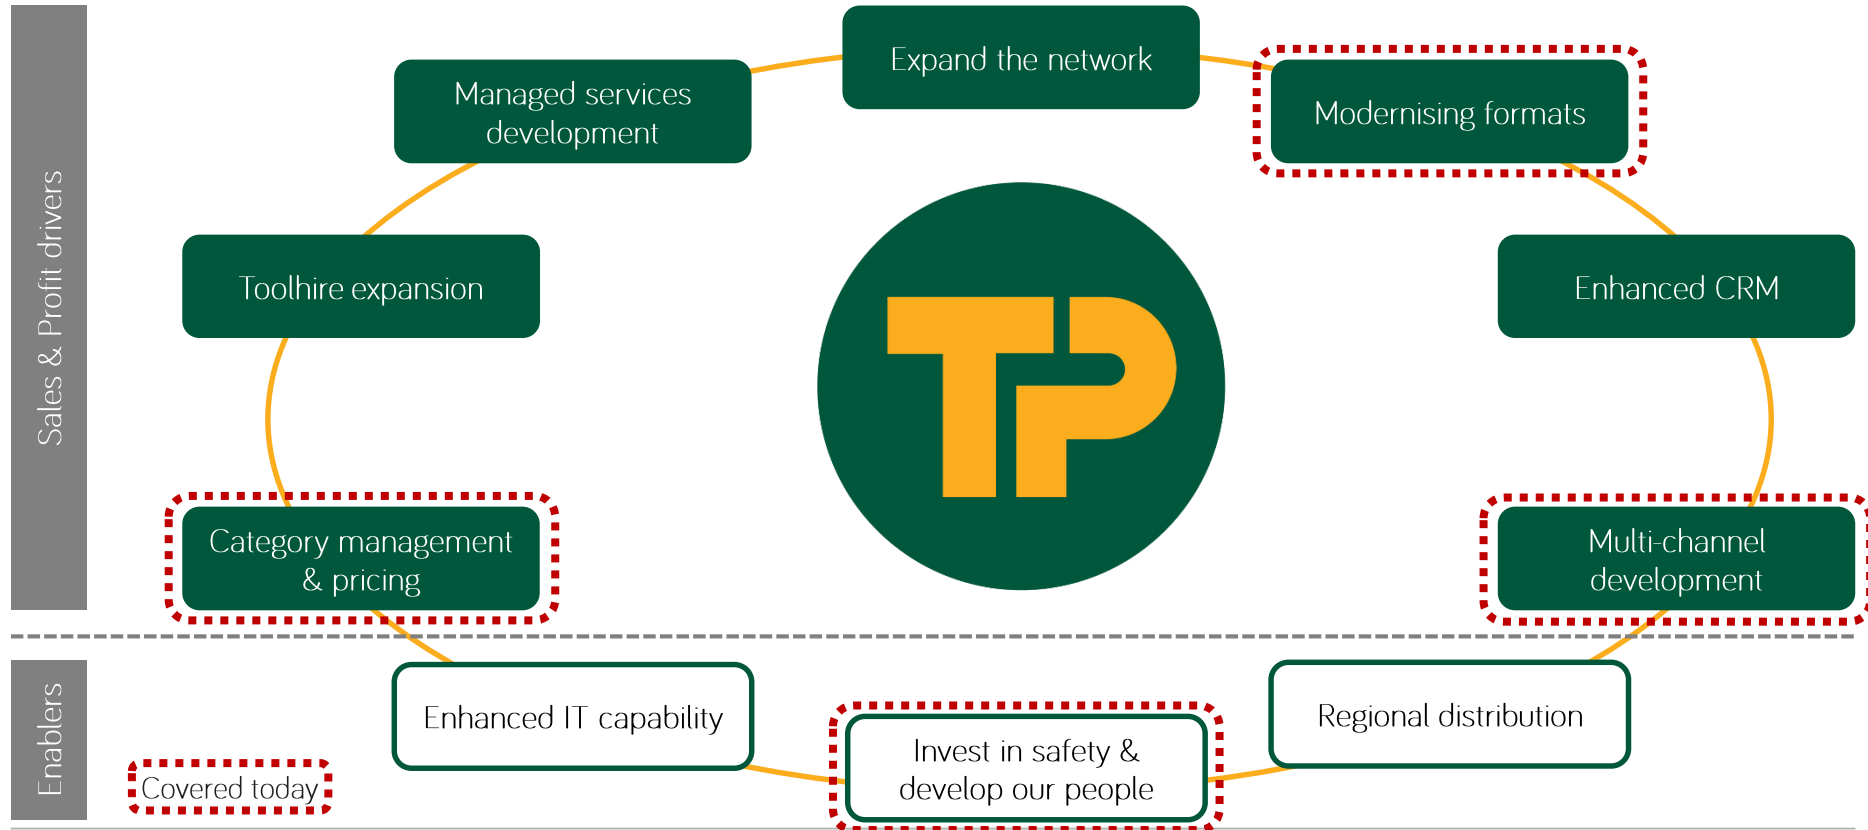 Sales & Profit drivers
Expand the network
Managed services
development
Modernising formats
Toolhire expansion
Enhanced CRM
TP
Category management
& pricing
Multi-channel
development
Enablers
Enhanced IT capability
Invest in safety &
develop our people
Regional distribution
Covered today